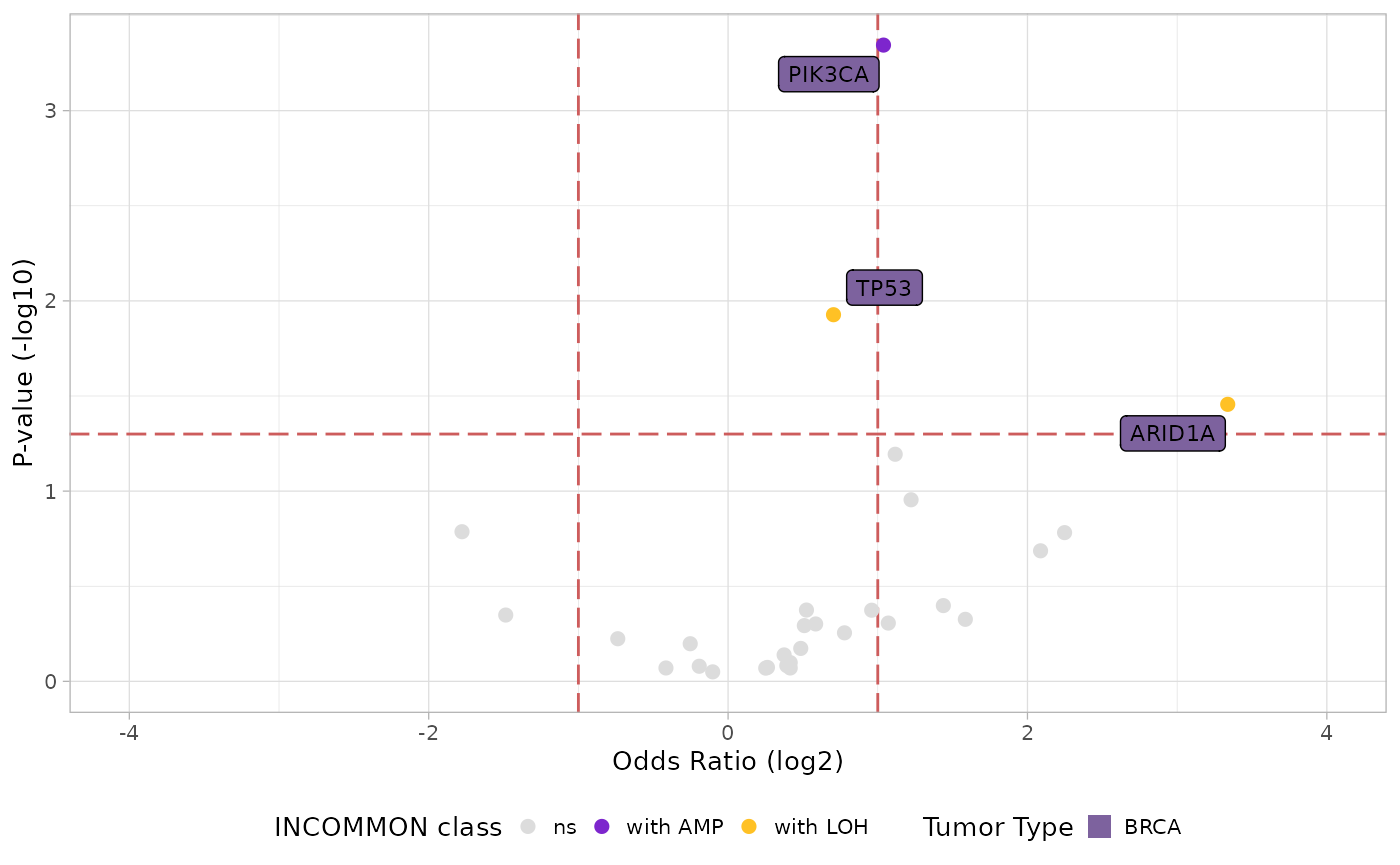 PIK3CA
3
TP53
2
ARID1A
1
0
P-value (-log10)
-4 -2 0 2 4
Odds Ratio (log2)
INCOMMON class ns with AMP with LOH Tumor Type BRCA